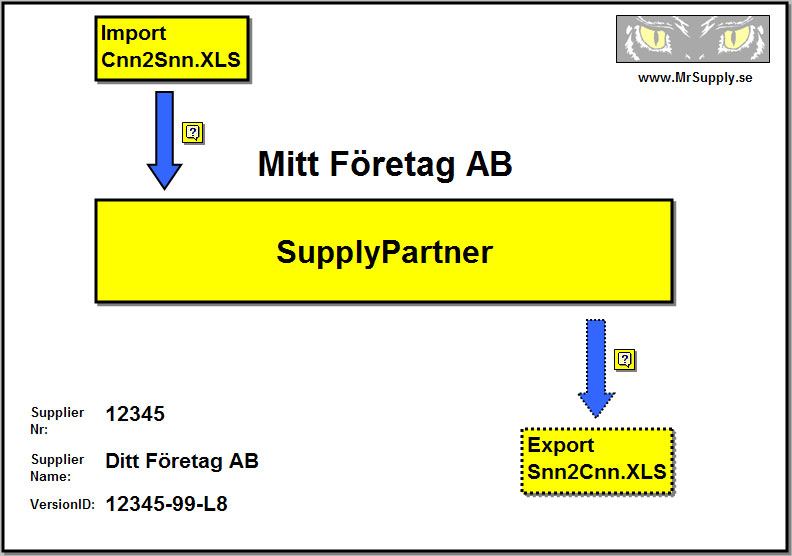 Import
Cnn2Snn.XLS
www.MrSupply.se
?
Mitt Företag AB
SupplyPartner
?
Supplier
Nr:
12345
Supplier
Name:
Ditt Företag AB
VersionID:
12345-99-L8
Export
Snn2Cnn.XLS